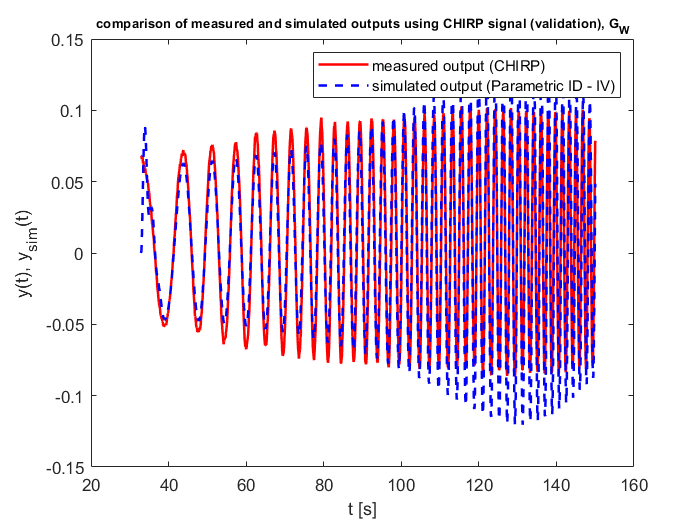 comparison of measured and simulated outputs using CHIRP signal (validation), G_W
0.15
measured output (CHIRP)
simulated output (Parametric ID - IV)
0.1
0.05
0
-0.05
-0.1
-0.15
y(t), y_sim(t)
20 40 60 80 100 120 140 160
t [s]